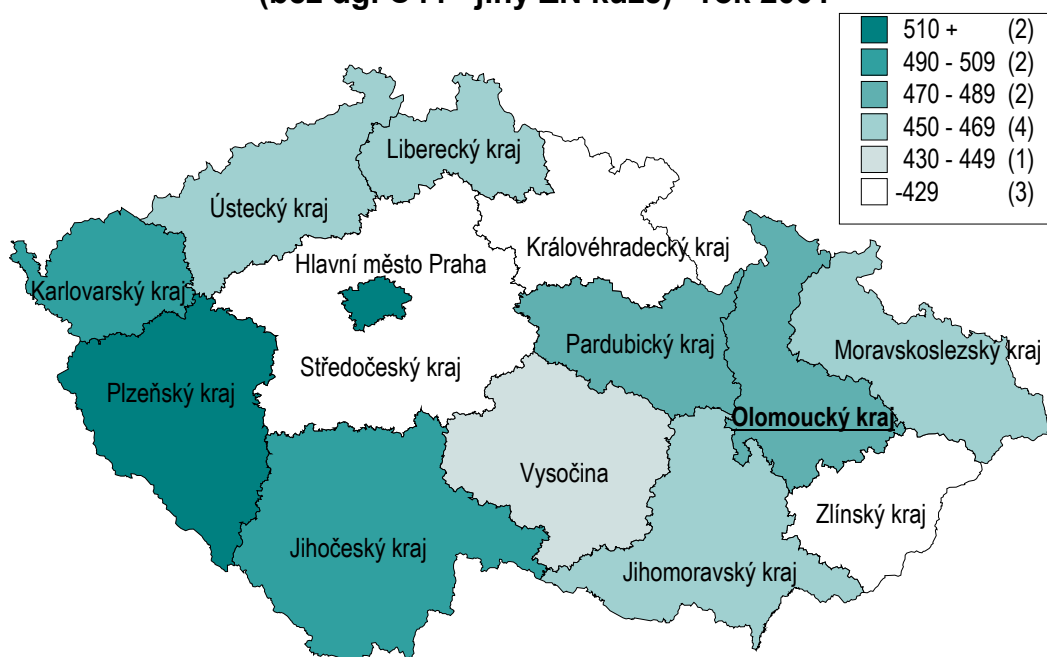 510 + (2)
490 - 509 (2)
470 - 489 (2)
450 - 469 (4)
430 - 449 (1)
-429 (3)
Liberecký kraj
Ústecký kraj
Královéhradecký kraj
Hlavní město Praha
Karlovarský kraj
Pardubický kraj
Moravskoslezský kraj
Středočeský kraj
Plzeňský kraj
Olomoucký kraj
Vysočina
Zlínský kraj
Jihočeský kraj
Jihomoravský kraj